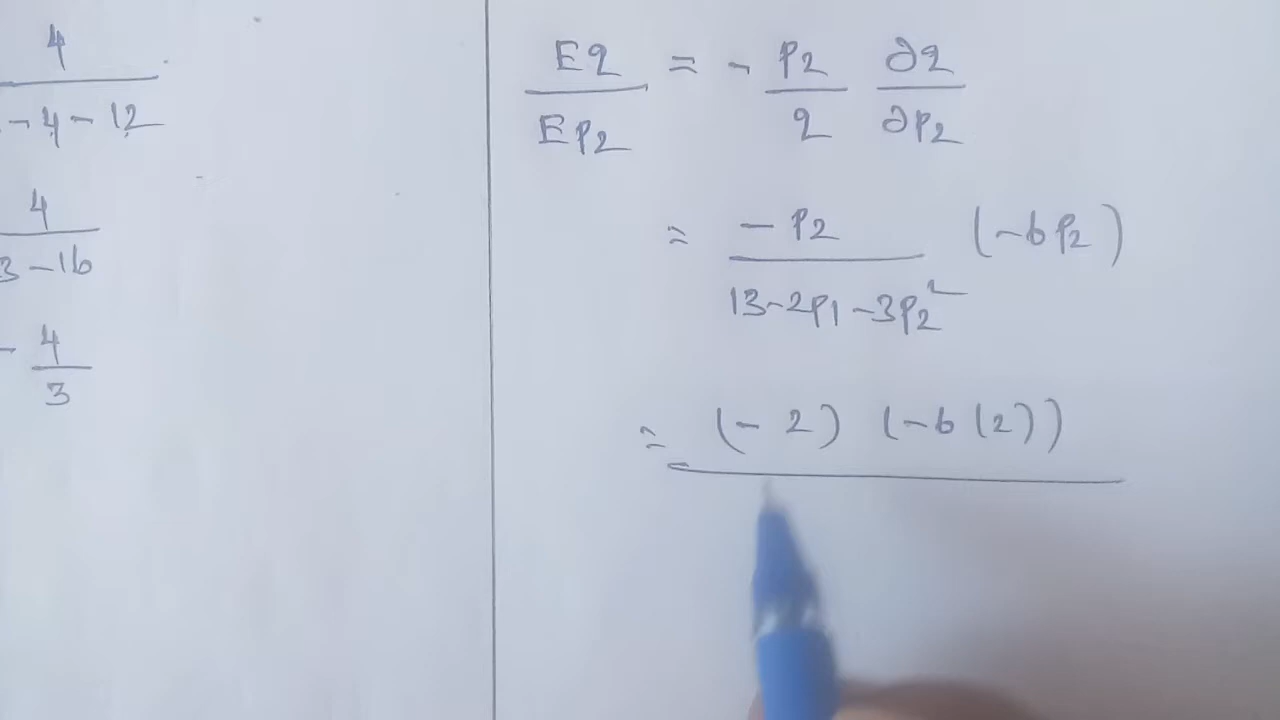 4
- 4 - 12
4
3 - 16
- 4
3
Eq = - p2 ∂q
Ep2 q ∂p2
= - p2 (-6p2)
13 - 2p1 - 3p2²
= (- 2) (-6(2))